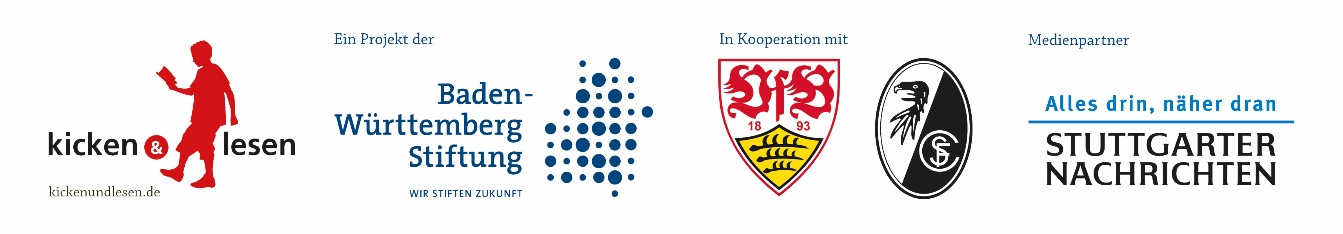 kicken & lesen
kickenundlesen.de
Ein Projekt der
Baden-
Württemberg
Stiftung
WIR STIFTEN ZUKUNFT
In Kooperation mit
VfB
18 93
SC
Medienpartner
Alles drin, näher dran
STUTTGARTER
NACHRICHTEN